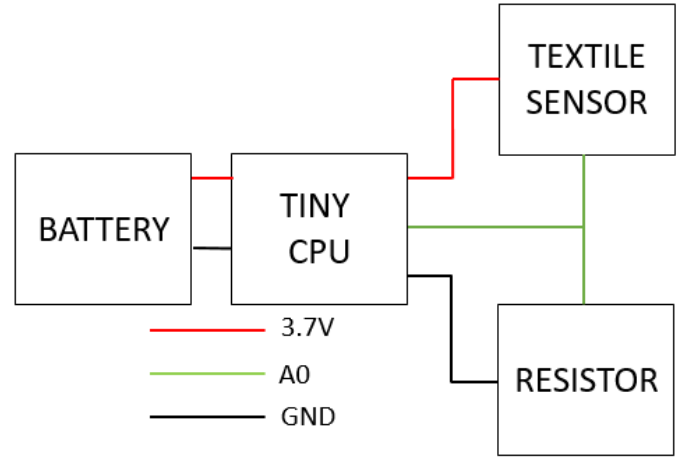 TEXTILE
SENSOR
BATTERY
TINY
CPU
3.7V
A0
GND
RESISTOR